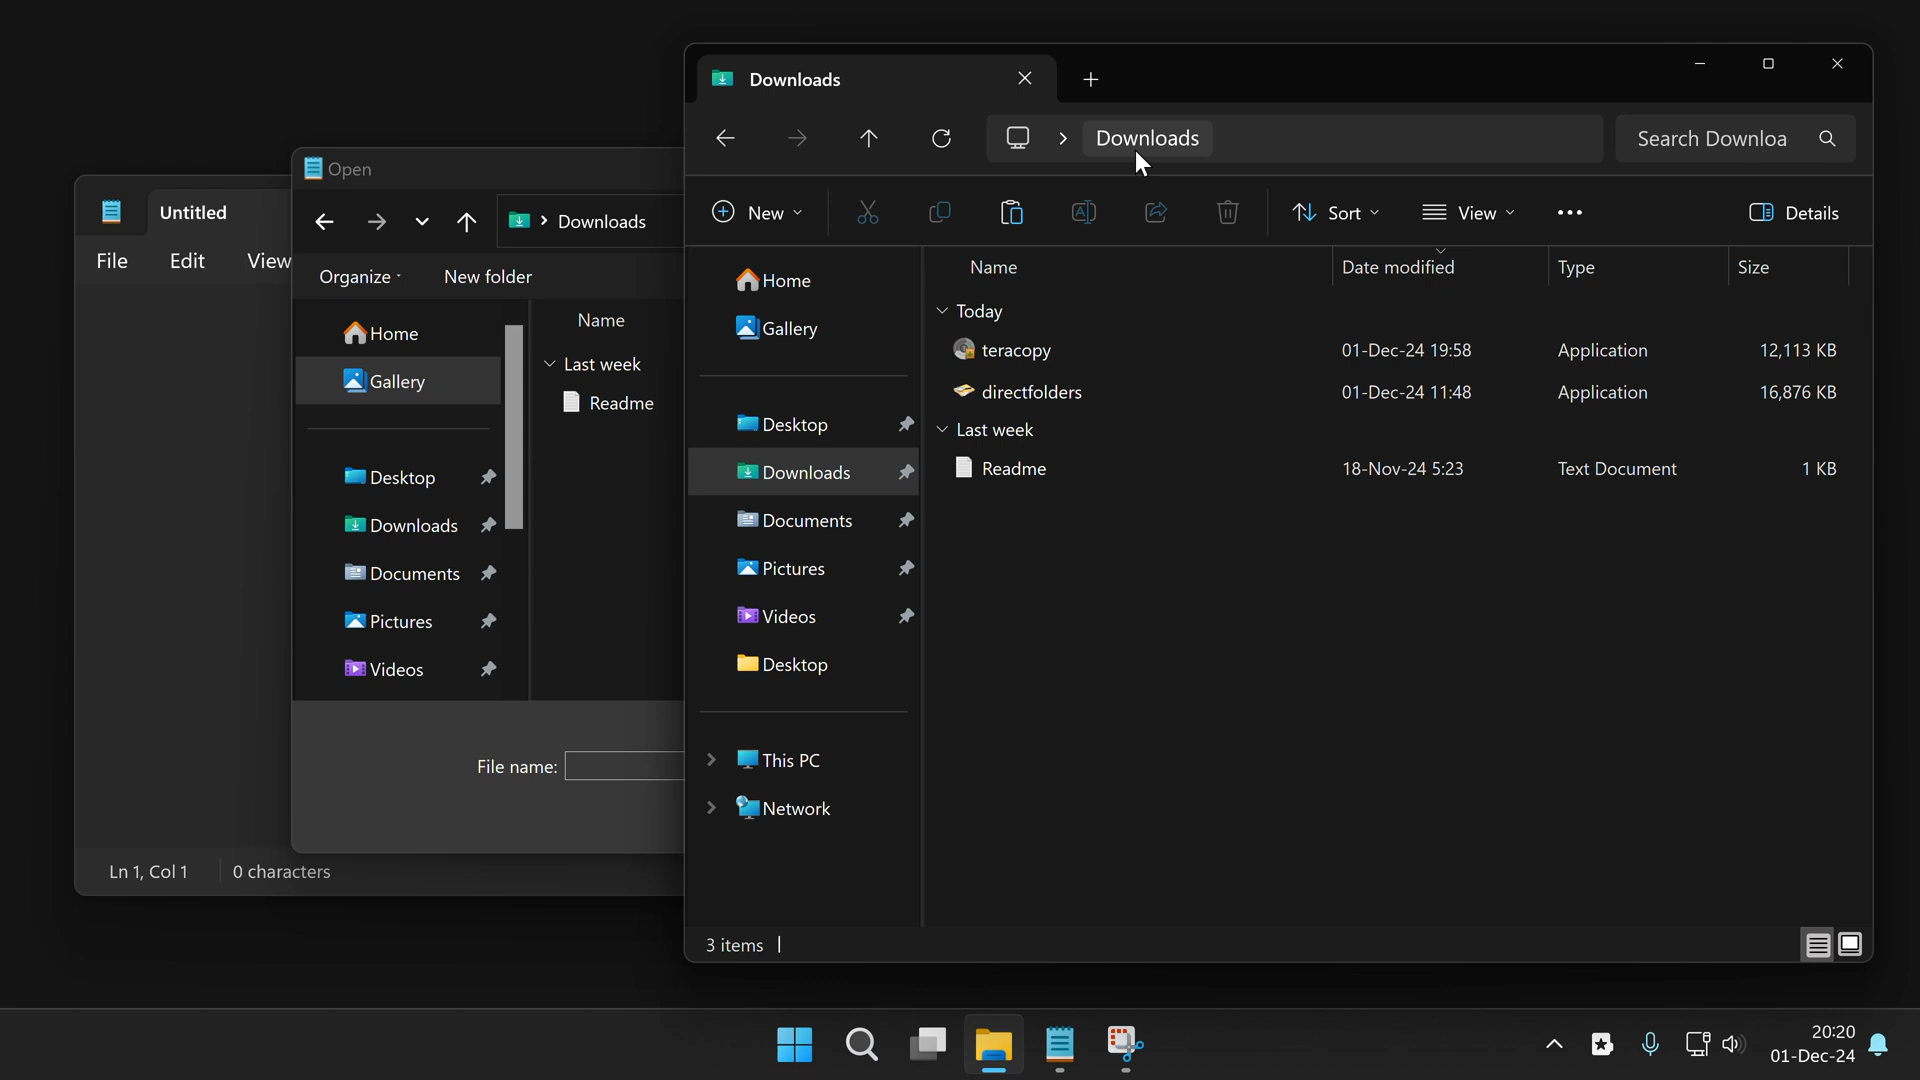 Untitled
File Edit View
Ln 1, Col 1 0 characters
Open
Downloads
Organize New folder
Home
Gallery
Desktop
Downloads
Documents
Pictures
Videos
Name
Last week
Readme
File name:
Downloads
Downloads
Search Downloa
New Sort View Details
Home
Gallery
Desktop
Downloads
Documents
Pictures
Videos
Desktop
This PC
Network
Name Date modified Type Size
Today
teracopy 01-Dec-24 19:58 Application 12,113 KB
directfolders 01-Dec-24 11:48 Application 16,876 KB
Last week
Readme 18-Nov-24 5:23 Text Document 1 KB
3 items
20:20
01-Dec-24